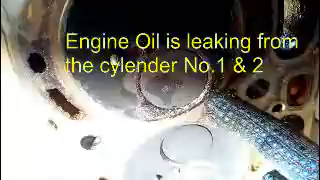 Engine Oil is leaking from
the cylender No.1 & 2